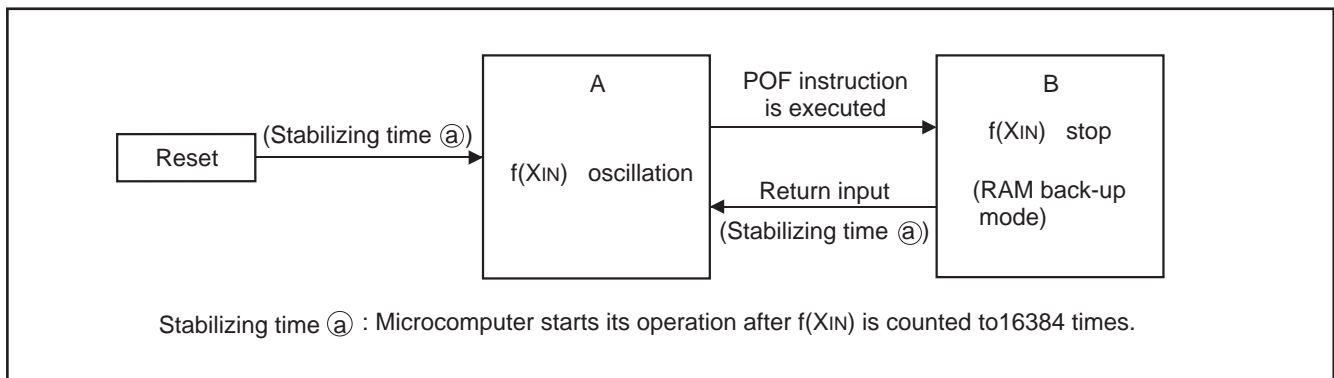 Reset
(Stabilizing time ⓐ)
A
f(XIN) oscillation
POF instruction
is executed
Return input
(Stabilizing time ⓐ)
B
f(XIN) stop
(RAM back-up
mode)
Stabilizing time ⓐ : Microcomputer starts its operation after f(XIN) is counted to16384 times.